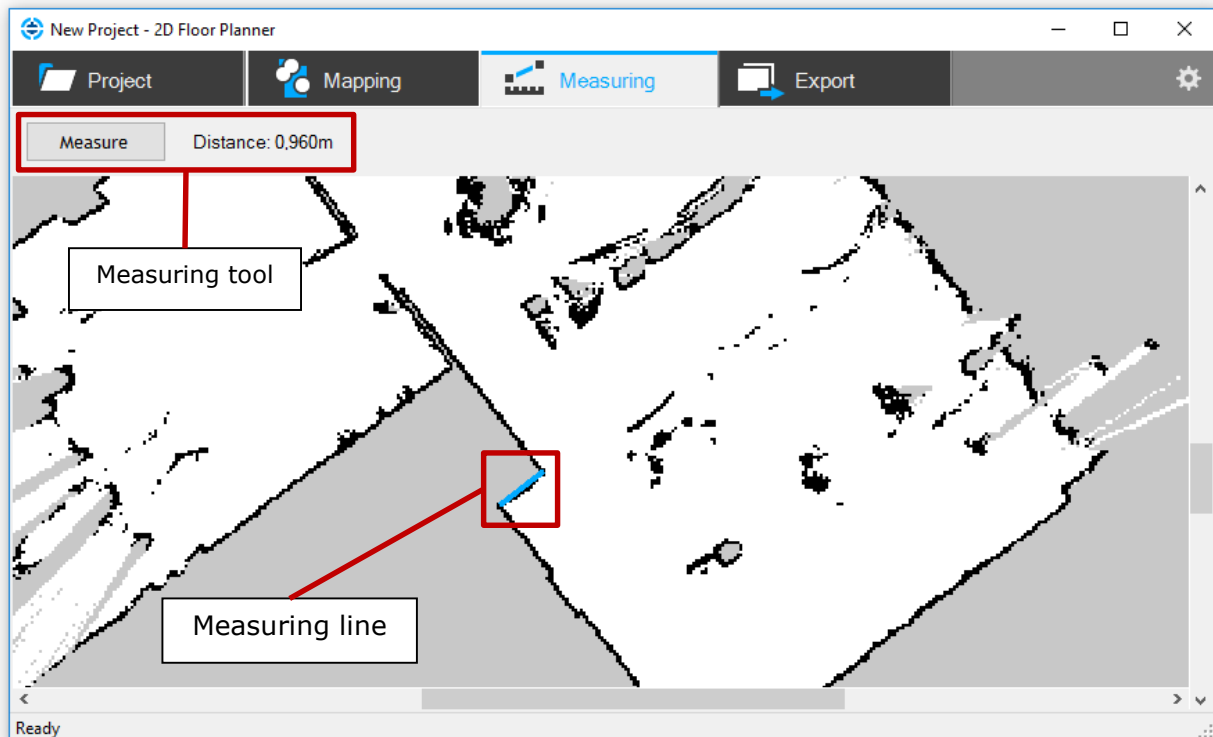 New Project - 2D Floor Planner
Project Mapping Measuring Export
Measure Distance: 0,960m
Measuring tool
Measuring line
Ready